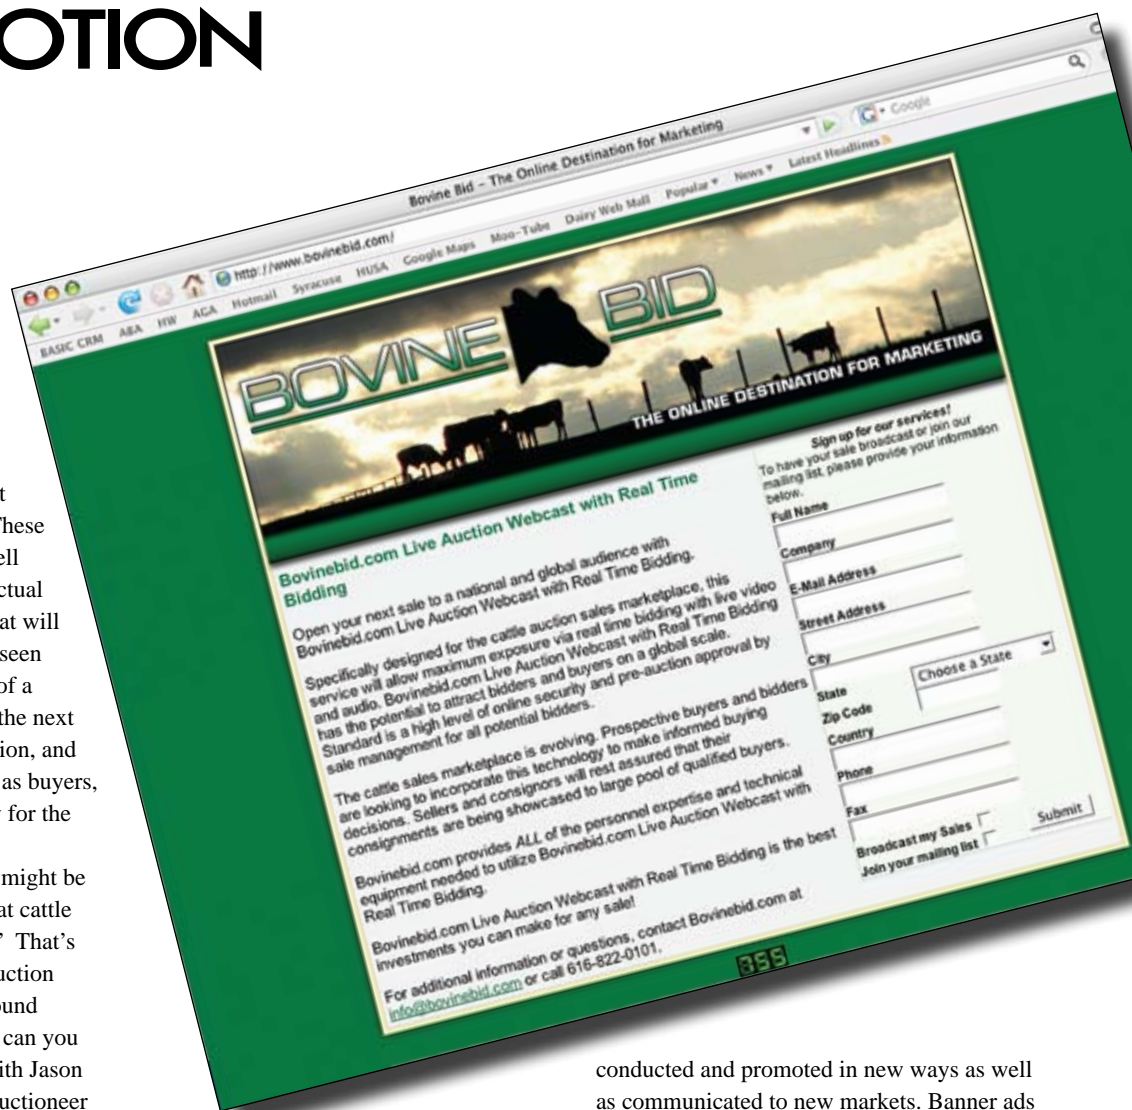 OTION
Bovine Bid – The Online Destination for Marketing
http://www.bovinebid.com/
Google
BASIC CRM ABA HW AGA Hotmail Syracuse HUSA Google Maps Moo-Tube Dairy Web Mall Popular News Latest Headlines
BOVINE BID
THE ONLINE DESTINATION FOR MARKETING
Bovinebid.com Live Auction Webcast with Real Time
Bidding
Open your next sale to a national and global audience with
Bovinebid.com Live Auction Webcast with Real Time Bidding.
Specifically designed for the cattle auction sales marketplace, this
service will allow maximum exposure via real time bidding with live video
and audio. Bovinebid.com Live Auction Webcast with Real Time Bidding
has the potential to attract bidders and buyers on a global scale.
Standard is a high level of online security and pre-auction approval by
sale management for all potential bidders.
The cattle sales marketplace is evolving. Prospective buyers and bidders
are looking to incorporate this technology to make informed buying
decisions. Sellers and consignors will rest assured that their
consignments are being showcased to large pool of qualified buyers.
Bovinebid.com provides ALL of the personnel expertise and technical
equipment needed to utilize Bovinebid.com Live Auction Webcast with
Real Time Bidding.
Bovinebid.com Live Auction Webcast with Real Time Bidding is the best
investments you can make for any sale!
For additional information or questions, contact Bovinebid.com at
info@bovinebid.com or call 616-822-0101.
Sign up for our services!
To have your sale broadcast or join our
mailing list, please provide your information
below.
Full Name
Company
E-Mail Address
Street Address
City
State Choose a State
Zip Code
Country
Phone
Fax
Broadcast my Sales
Join your mailing list
Submit
355
t
These
ell
ctual
at will
seen
of a
the next
ion, and
as buyers,
for the
might be
at cattle
” That's
uction
ound
can you
ith Jason
uctioneer
conducted and promoted in new ways as well
as communicated to new markets. Banner ads